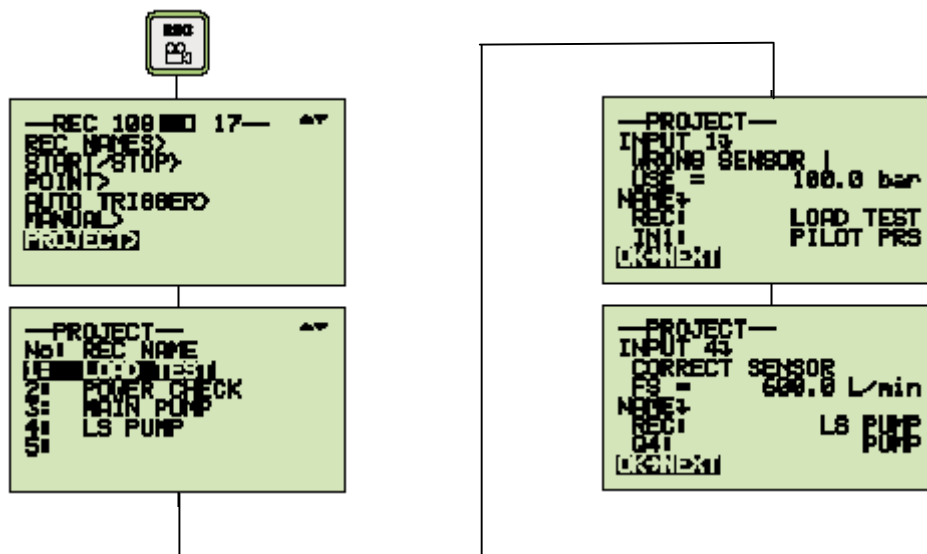 REC
—REC 108 17—
REC NAMES>
START/STOP>
POINT>
AUTO TRIGGER>
MANUAL>
PROJECT>
—PROJECT—
No: REC NAME
1: LOAD TEST
2: POWER CHECK
3: MAIN PUMP
4: LS PUMP
5:
—PROJECT—
INPUT 1↴
WRONG SENSOR !
USE = 100.0 bar
NAME↴
REC: LOAD TEST
IN1: PILOT PRS
OK→NEXT
—PROJECT—
INPUT 4↴
CORRECT SENSOR
FS = 600.0 L/min
NAME↴
REC: LS PUMP
Q4: PUMP
OK→NEXT